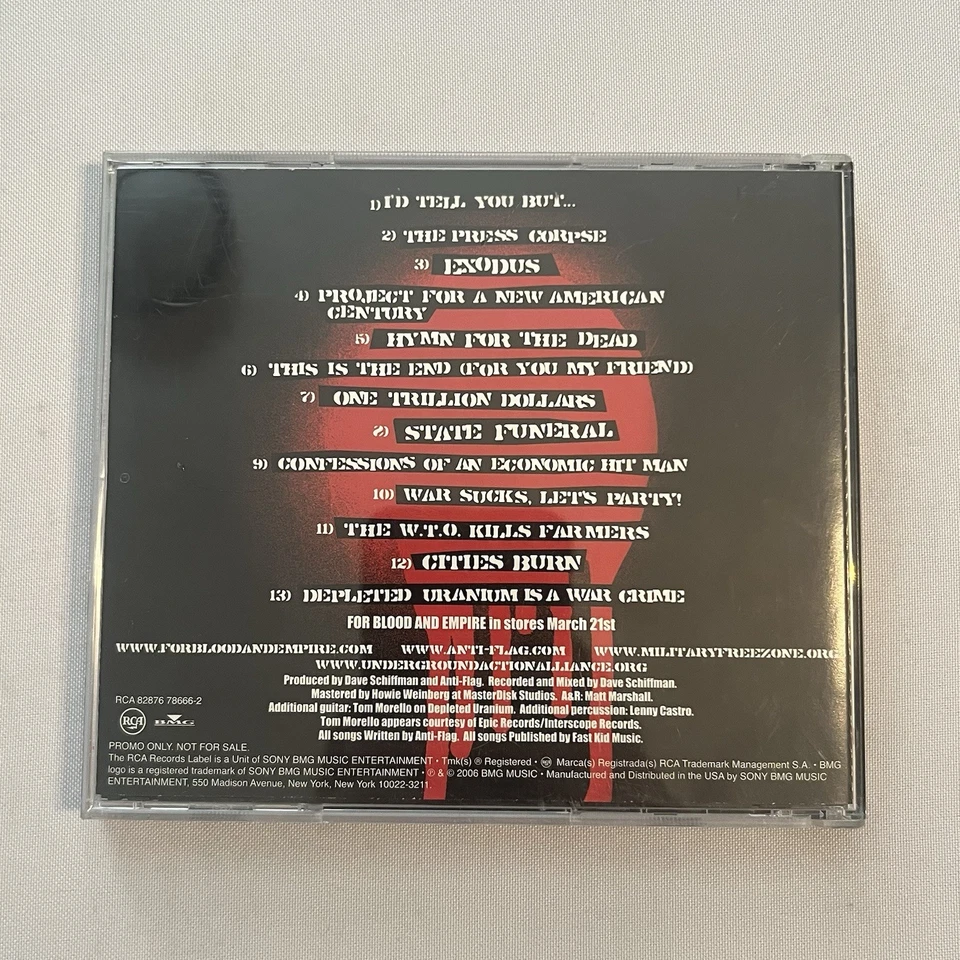 1) I'D TELL YOU BUT...
2) THE PRESS CORPSE
3) EXODUS
4) PROJECT FOR A NEW AMERICAN
CENTURY
5) HYMN FOR THE DEAD
6) THIS IS THE END (FOR YOU MY FRIEND)
7) ONE TRILLION DOLLARS
8) STATE FUNERAL
9) CONFESSIONS OF AN ECONOMIC HIT MAN
10) WAR SUCKS, LET'S PARTY!
11) THE W.T.O. KILLS FARMERS
12) CITIES BURN
13) DEPLETED URANIUM IS A WAR CRIME
FOR BLOOD AND EMPIRE in stores March 21st
WWW.FORBLOODANDEMPIRE.COM WWW.ANTI-FLAG.COM WWW.MILITARYFREEZONE.ORG
WWW.UNDERGROUNDACTIONALLIANCE.ORG
Produced by Dave Schiffman and Anti-Flag. Recorded and Mixed by Dave Schiffman.
Mastered by Howie Weinberg at MasterDisk Studios. A&R: Matt Marshall.
Additional guitar: Tom Morello on Depleted Uranium. Additional percussion: Lenny Castro.
Tom Morello appears courtesy of Epic Records/Interscope Records.
All songs Written by Anti-Flag. All songs Published by Fast Kid Music.
RCA 82876 78666-2
RCA BMG
PROMO ONLY. NOT FOR SALE.
The RCA Records Label is a Unit of SONY BMG MUSIC ENTERTAINMENT • Tmk(s) ® Registered • RCA Marca(s) Registrada(s) RCA Trademark Management S.A. • BMG
logo is a registered trademark of SONY BMG MUSIC ENTERTAINMENT • ℗ & © 2006 BMG MUSIC • Manufactured and Distributed in the USA by SONY BMG MUSIC
ENTERTAINMENT, 550 Madison Avenue, New York, New York 10022-3211.